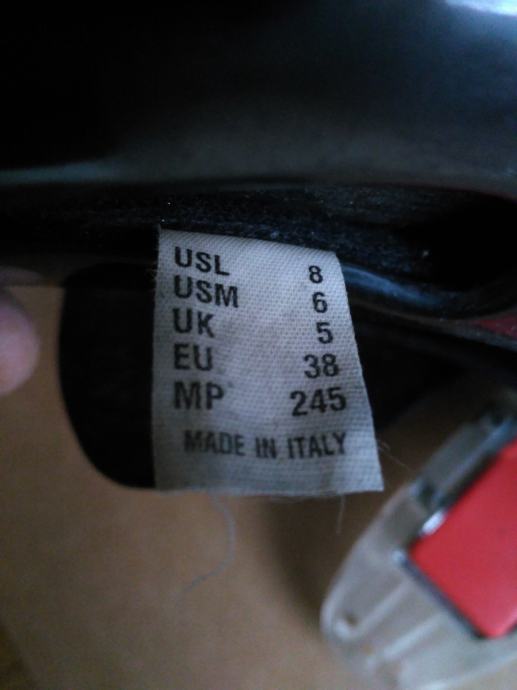 USL 8
USM 6
UK 5
EU 38
MP 245
MADE IN ITALY